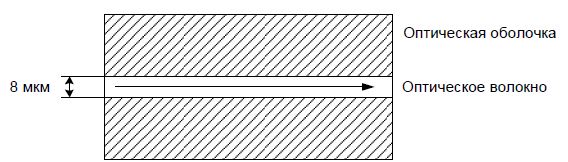 Оптическая оболочка
8 мкм
Оптическое волокно